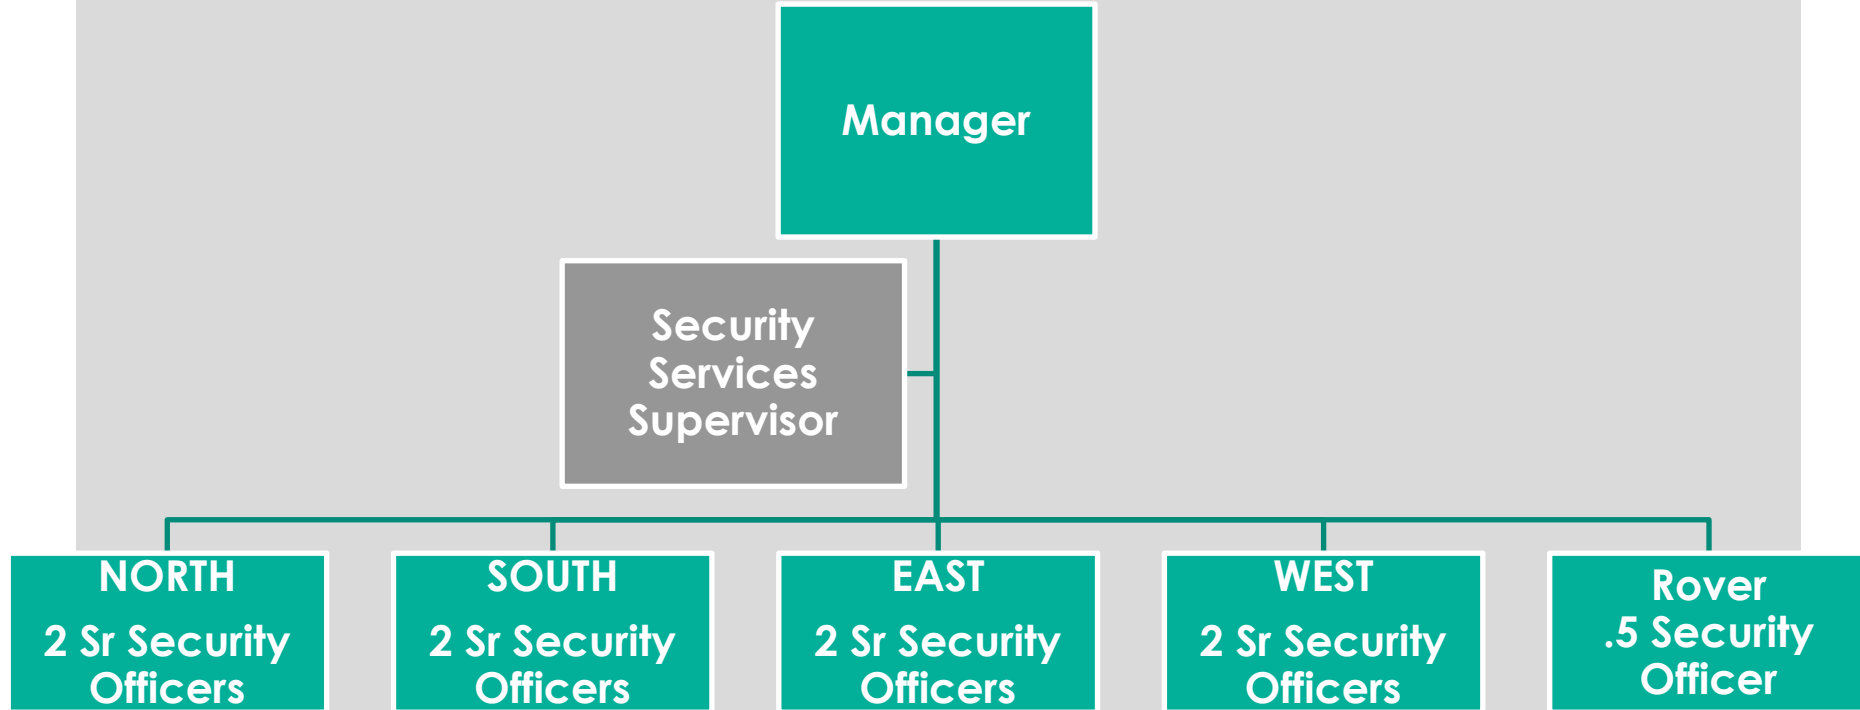 Manager
Security
Services
Supervisor
NORTH
2 Sr Security
Officers
SOUTH
2 Sr Security
Officers
EAST
2 Sr Security
Officers
WEST
2 Sr Security
Officers
Rover
.5 Security
Officer